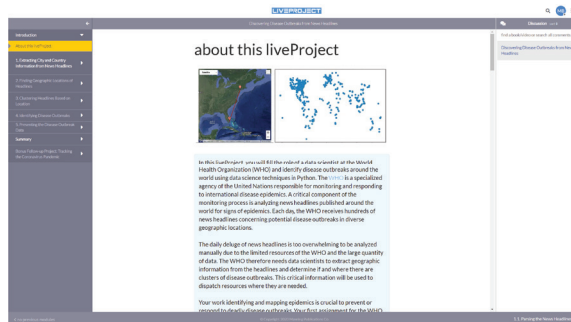 LIVEPROJECT
Discovering Disease Outbreaks from News Headlines
Discussion
Introduction
About this liveProject
1. Extracting City and Country
Information from News Headlines
2. Finding Geographic Locations of
Headlines
3. Clustering Headlines Based on
Location
4. Identifying Disease Outbreaks
5. Presenting the Disease Outbreak
Data
Summary
Bonus Follow-up Project: Tracking
the Coronavirus Pandemic
Discovering Disease Outbreaks from New
Headlines
about this liveProject
In this liveProject, you will fill the role of a data scientist at the World
Health Organization (WHO) and identify disease outbreaks around the
world using data science techniques in Python. The WHO is a specialized
agency of the United Nations responsible for monitoring and responding
to international disease epidemics. A critical component of the
monitoring process is analyzing news headlines published around the
world for signs of epidemics. Each day, the WHO receives hundreds of
news headlines concerning potential disease outbreaks in diverse
geographic locations.
The daily deluge of news headlines is too overwhelming to be analyzed
manually due to the limited resources of the WHO and the large quantity
of data. The WHO therefore needs data scientists to extract geographic
information from the headlines and determine if and where there are
clusters of disease outbreaks. This critical information will be used to
dispatch resources where they are needed.
Your work identifying and mapping epidemics is crucial to prevent or
respond to deadly disease outbreaks. Your first assignment for the WHO
1.1. Parsing the News Headlines